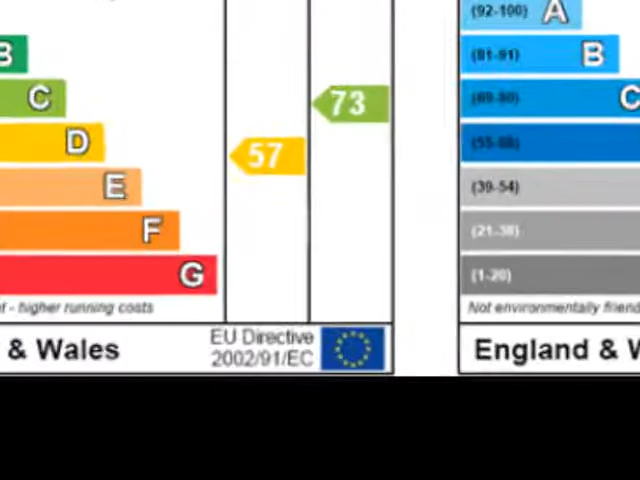 B
C
D
E
F
G
57
73
- higher running costs
& Wales
EU Directive
2002/91/EC
(92-100) A
(81-91) B
(69-80) C
(55-68)
(39-54)
(21-38)
(1-20)
Not environmentally
England &